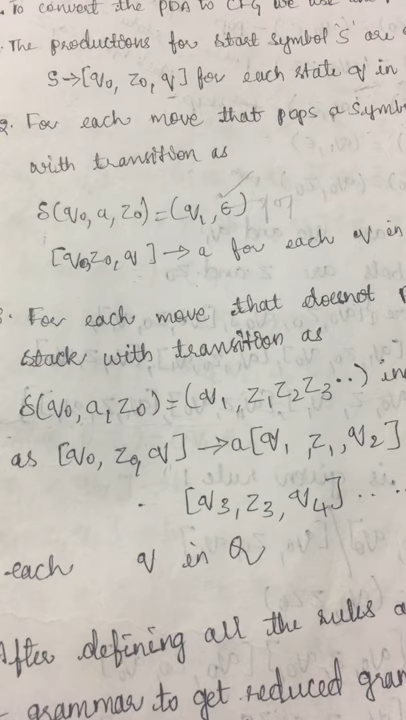 . To convert the PDA to CFG we use
. The productions for start symbol 'S' are
S→[q0, z0, q] for each state q in
2. For each move that pops a symb
with transition as
δ(q0, a, z0) = (q1, ϵ) pop
[q0z0, q] → a for each q in
3. For each move that doesnot
stack with transition as
δ(q0, a, z0) = (q1, z1z2z3..) in
as [q0, z0, q] → a[q1 z1, q2]
[q3, z3, q4] ....
each q in Q
After defining all the rules
grammar to get reduced gram